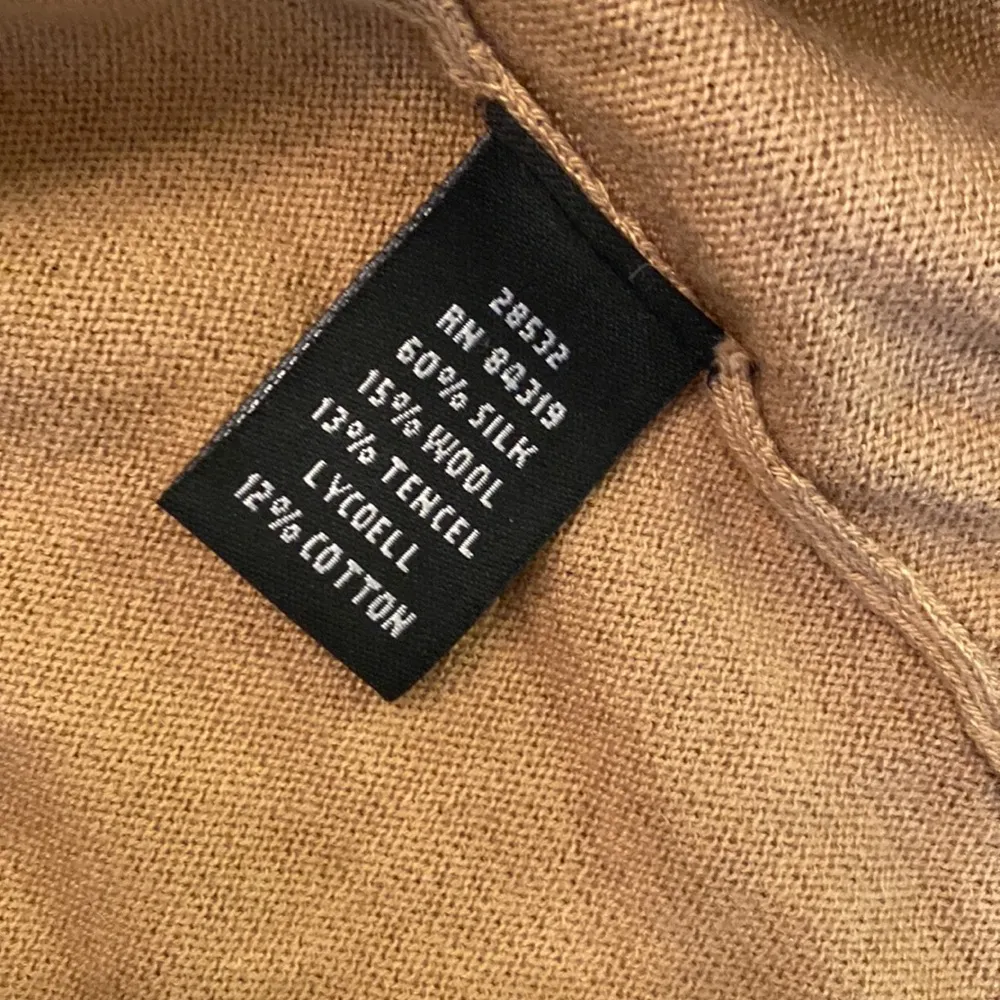 28532
RN 84319
60% SILK
15% WOOL
13% TENCEL
LYCOELL
12% COTTON